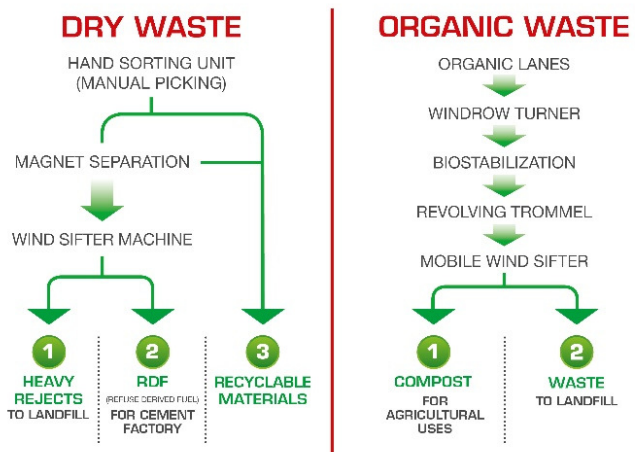 DRY WASTE
HAND SORTING UNIT
(MANUAL PICKING)
MAGNET SEPARATION
WIND SIFTER MACHINE
1
HEAVY
REJECTS
TO LANDFILL
2
RDF
(REFUSE DERIVED FUEL)
FOR CEMENT
FACTORY
3
RECYCLABLE
MATERIALS
ORGANIC WASTE
ORGANIC LANES
WINDROW TURNER
BIOSTABILIZATION
REVOLVING TROMMEL
MOBILE WIND SIFTER
1
COMPOST
FOR
AGRICULTURAL
USES
2
WASTE
TO LANDFILL